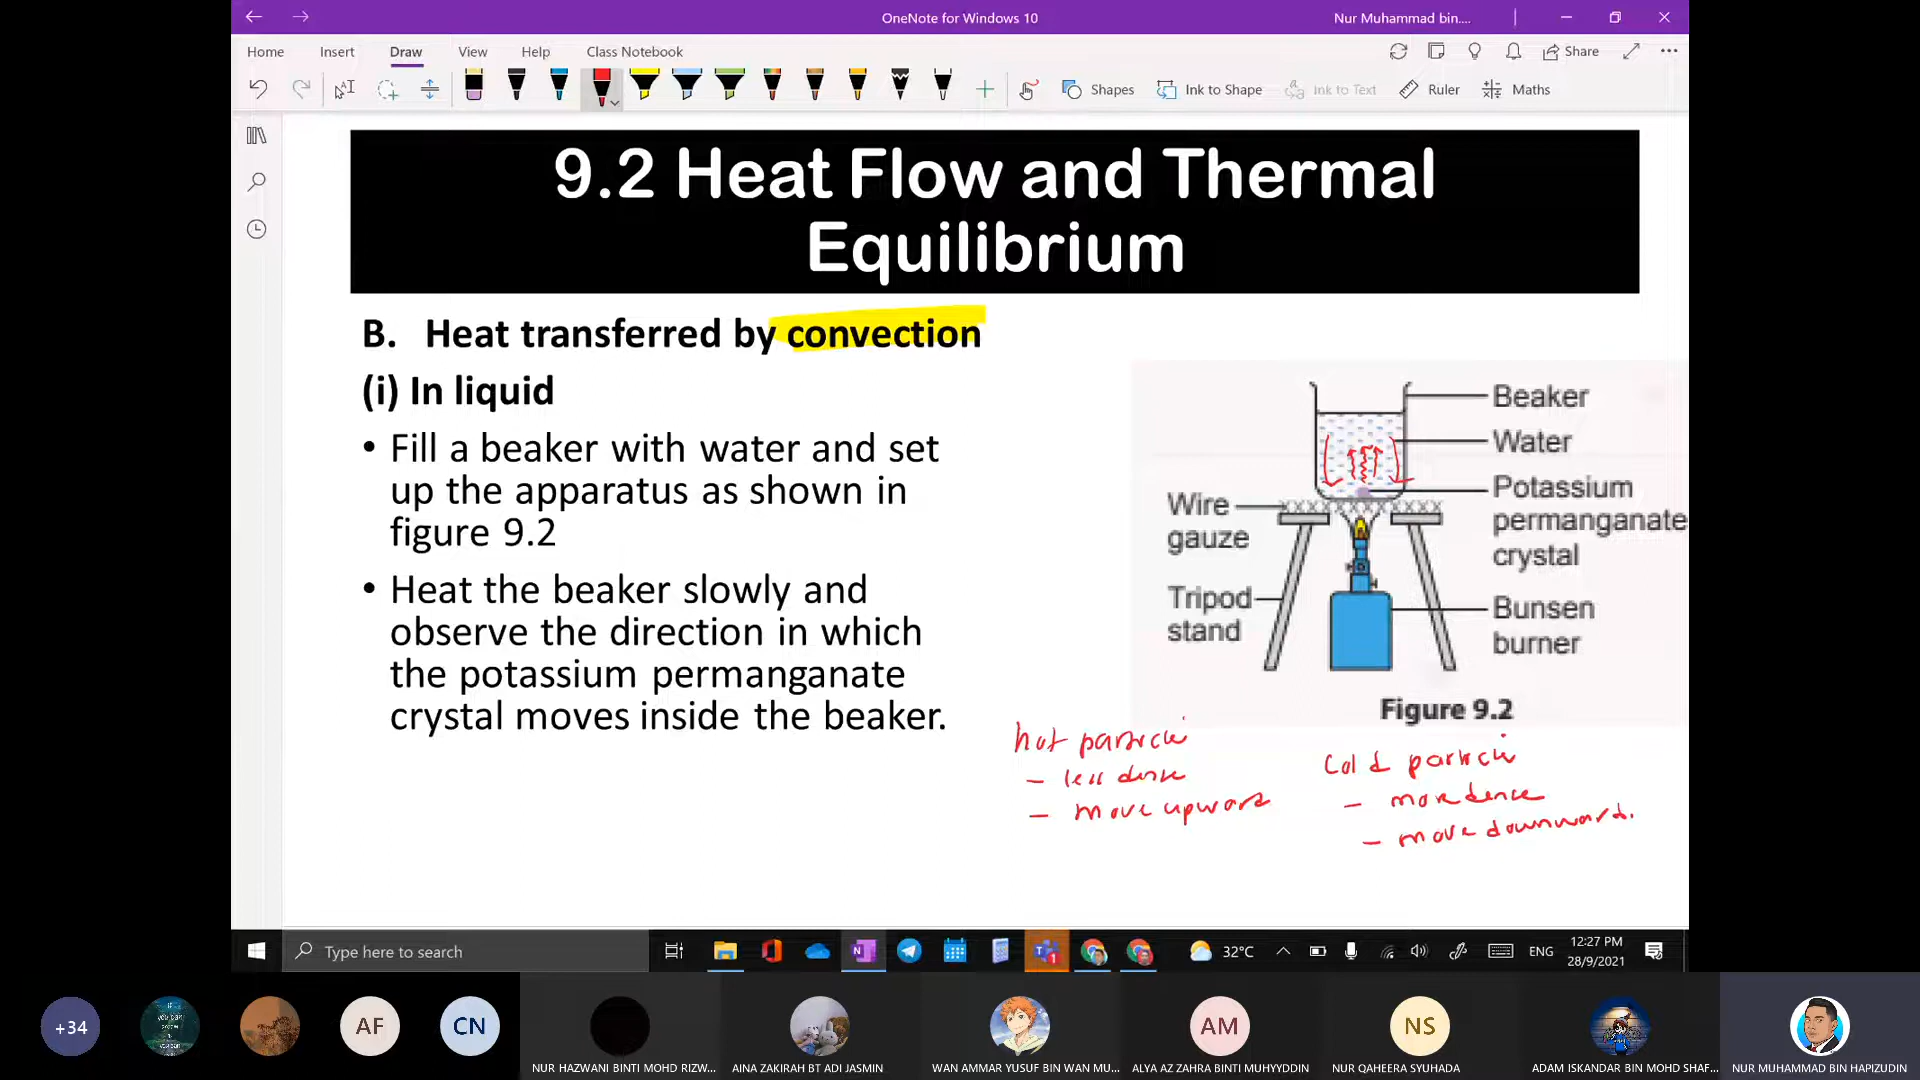 OneNote for Windows 10
Nur Muhammad bin....
Home Insert Draw View Help Class Notebook
Share
Shapes Ink to Shape Ink to Text Ruler Maths
9.2 Heat Flow and Thermal
Equilibrium
B. Heat transferred by convection
(i) In liquid
• Fill a beaker with water and set
up the apparatus as shown in
figure 9.2
• Heat the beaker slowly and
observe the direction in which
the potassium permanganate
crystal moves inside the beaker.
Beaker
Water
Potassium
permanganate
crystal
Wire
gauze
Tripod
stand
Bunsen
burner
Figure 9.2
hot particle
- less dense
- move upward
Cold particle
- more dense
- move downward.
Type here to search
32°C
ENG
12:27 PM
28/9/2021
+34
AF
CN
AM
NS
NUR HAZWANI BINTI MOHD RIZW...
AINA ZAKIRAH BT ADI JASMIN
WAN AMMAR YUSUF BIN WAN MU...
ALYA AZ ZAHRA BINTI MUHYYDDIN
NUR QAHEERA SYUHADA
ADAM ISKANDAR BIN MOHD SHAF...
NUR MUHAMMAD BIN HAPIZUDIN